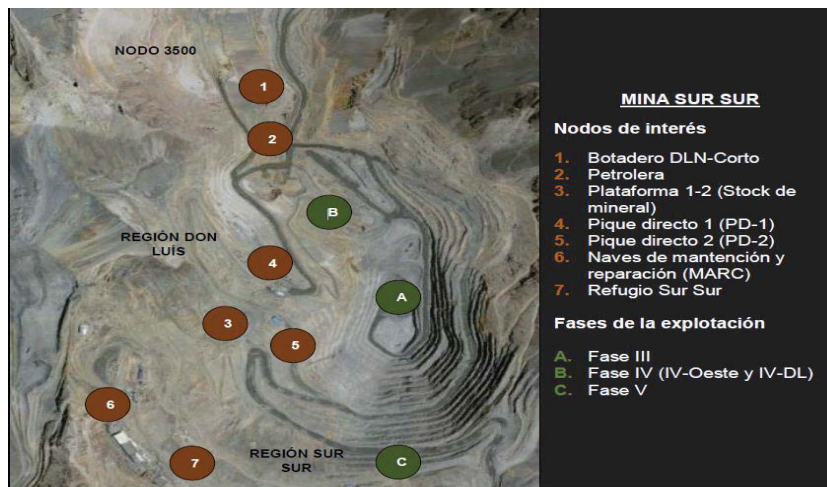 NODO 3500
1
2
B
REGIÓN DON
LUÍS
4
A
3
5
6
7
REGIÓN SUR
SUR
C
MINA SUR SUR
Nodos de interés
1. Botadero DLN-Corto
2. Petrolera
3. Plataforma 1-2 (Stock de
mineral)
4. Pique directo 1 (PD-1)
5. Pique directo 2 (PD-2)
6. Naves de mantención y
reparación (MARC)
7. Refugio Sur Sur
Fases de la explotación
A. Fase III
B. Fase IV (IV-Oeste y IV-DL)
C. Fase V